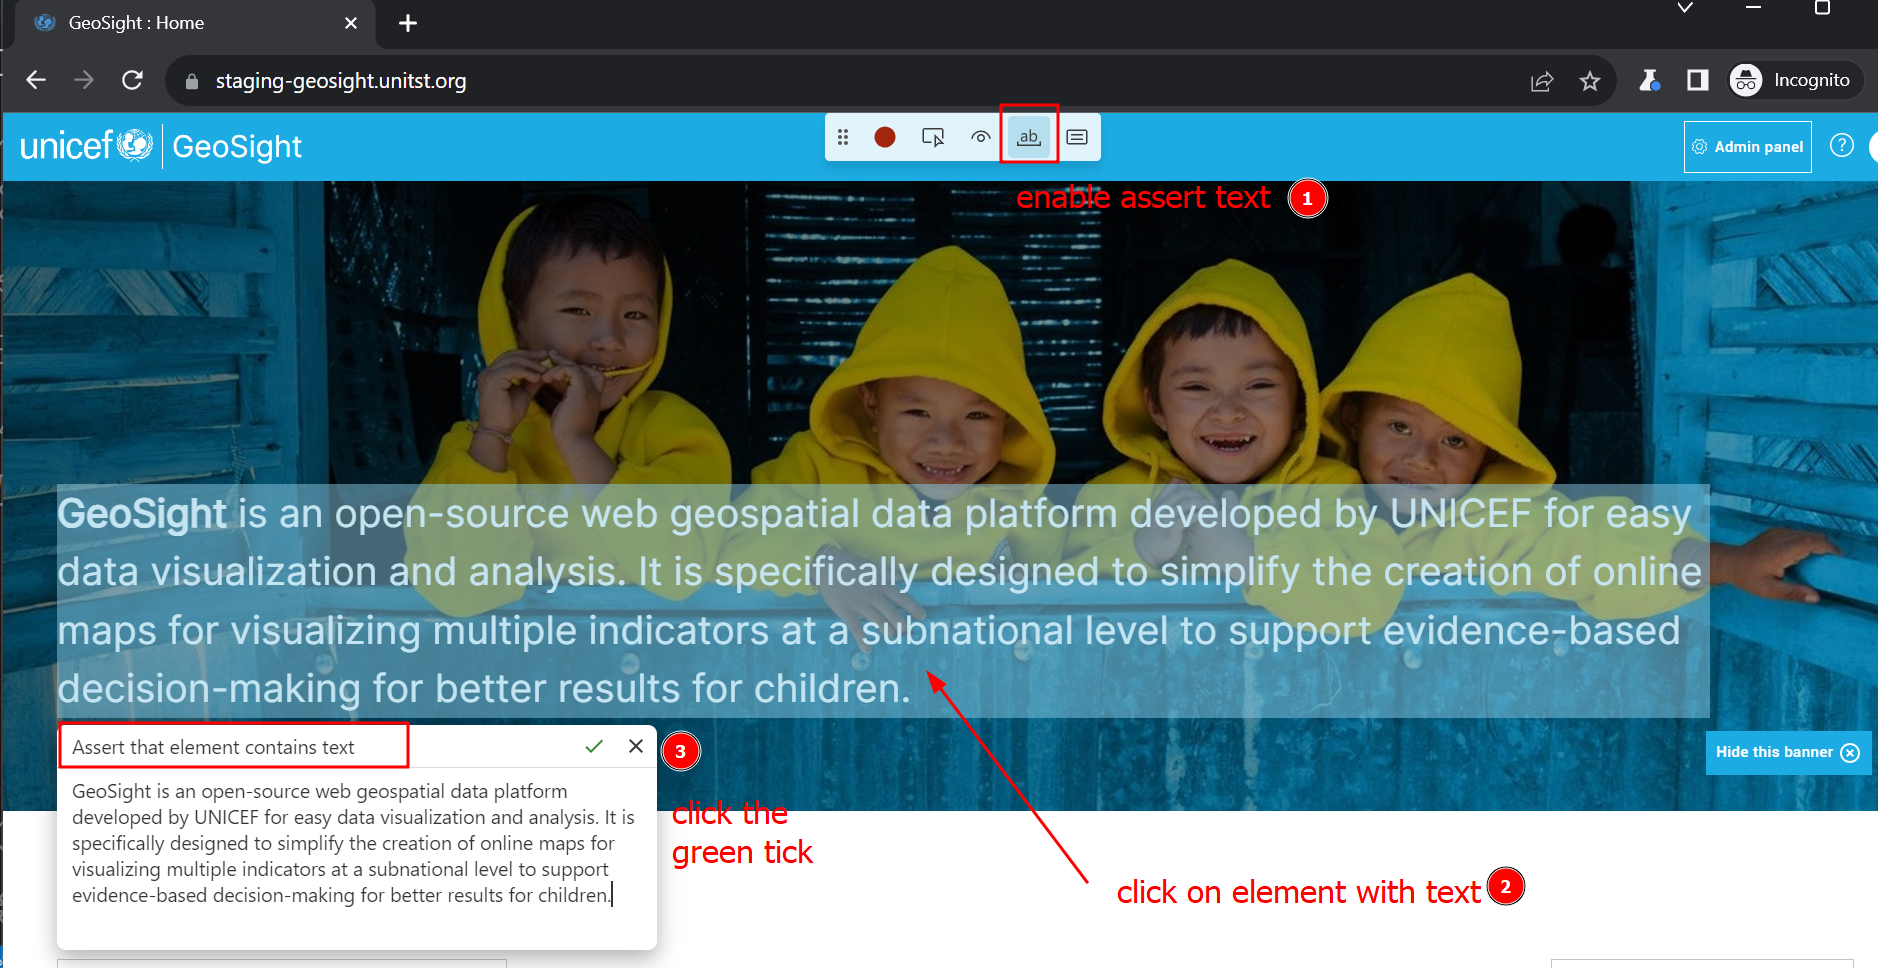 GeoSight : Home
staging-geosight.unitst.org
Incognito
unicef GeoSight
ab
Admin panel
?
enable assert text 1
GeoSight is an open-source web geospatial data platform developed by UNICEF for easy
data visualization and analysis. It is specifically designed to simplify the creation of online
maps for visualizing multiple indicators at a subnational level to support evidence-based
decision-making for better results for children.
Assert that element contains text
3
Hide this banner
GeoSight is an open-source web geospatial data platform
developed by UNICEF for easy data visualization and analysis. It is
specifically designed to simplify the creation of online maps for
visualizing multiple indicators at a subnational level to support
evidence-based decision-making for better results for children.
click the
green tick
click on element with text 2